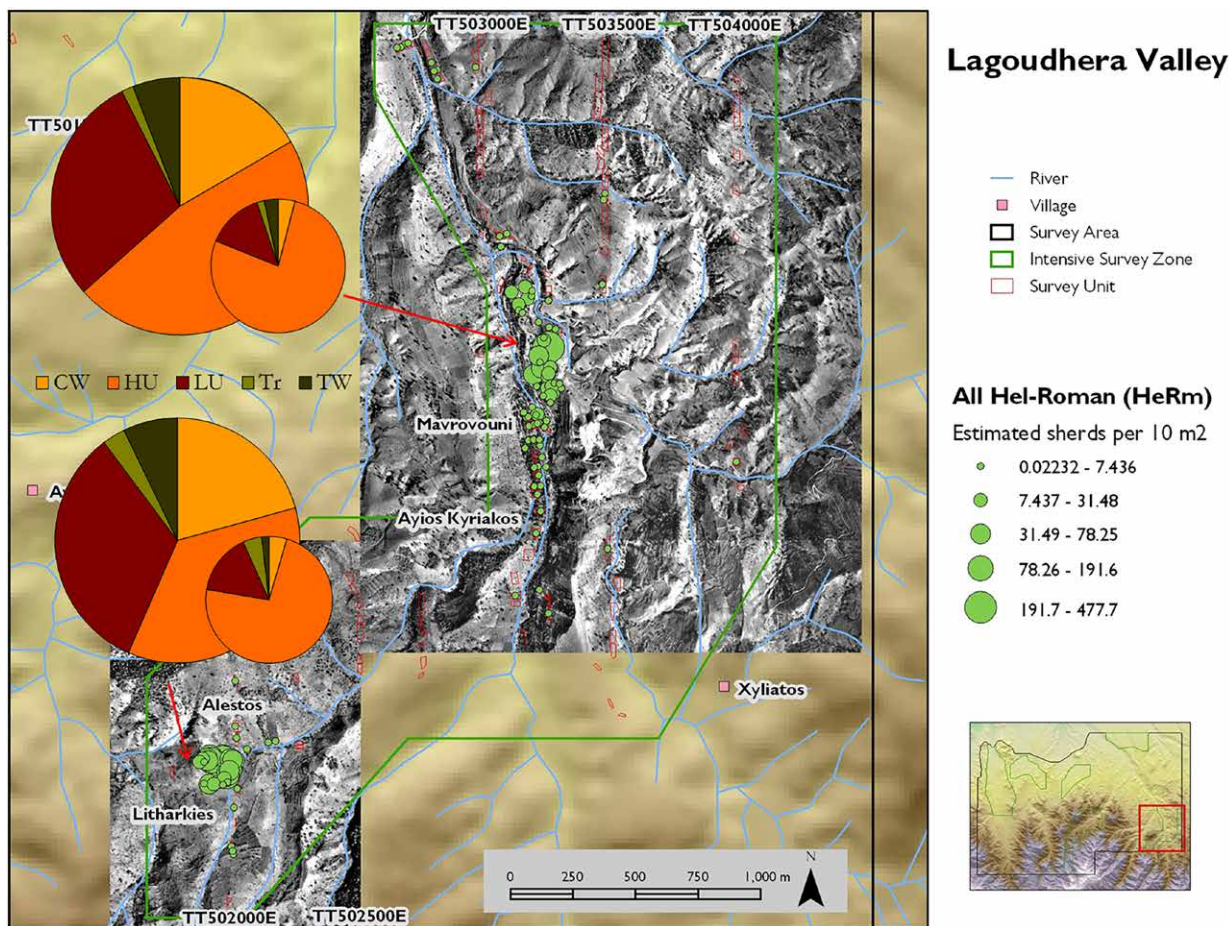 TT503000E
TT503500E
TT504000E
Lagoudhera Valley
River
Village
Survey Area
Intensive Survey Zone
Survey Unit
CW
HU
LU
Tr
TW
All Hel-Roman (HeRm)
Estimated sherds per 10 m2
0.02232 - 7.436
7.437 - 31.48
31.49 - 78.25
78.26 - 191.6
191.7 - 477.7
Mavrovouni
Ayios Kyriakos
Xyliatos
Alestos
Litharkies
N
0
250
500
750
1,000 m
TT502000E
TT502500E